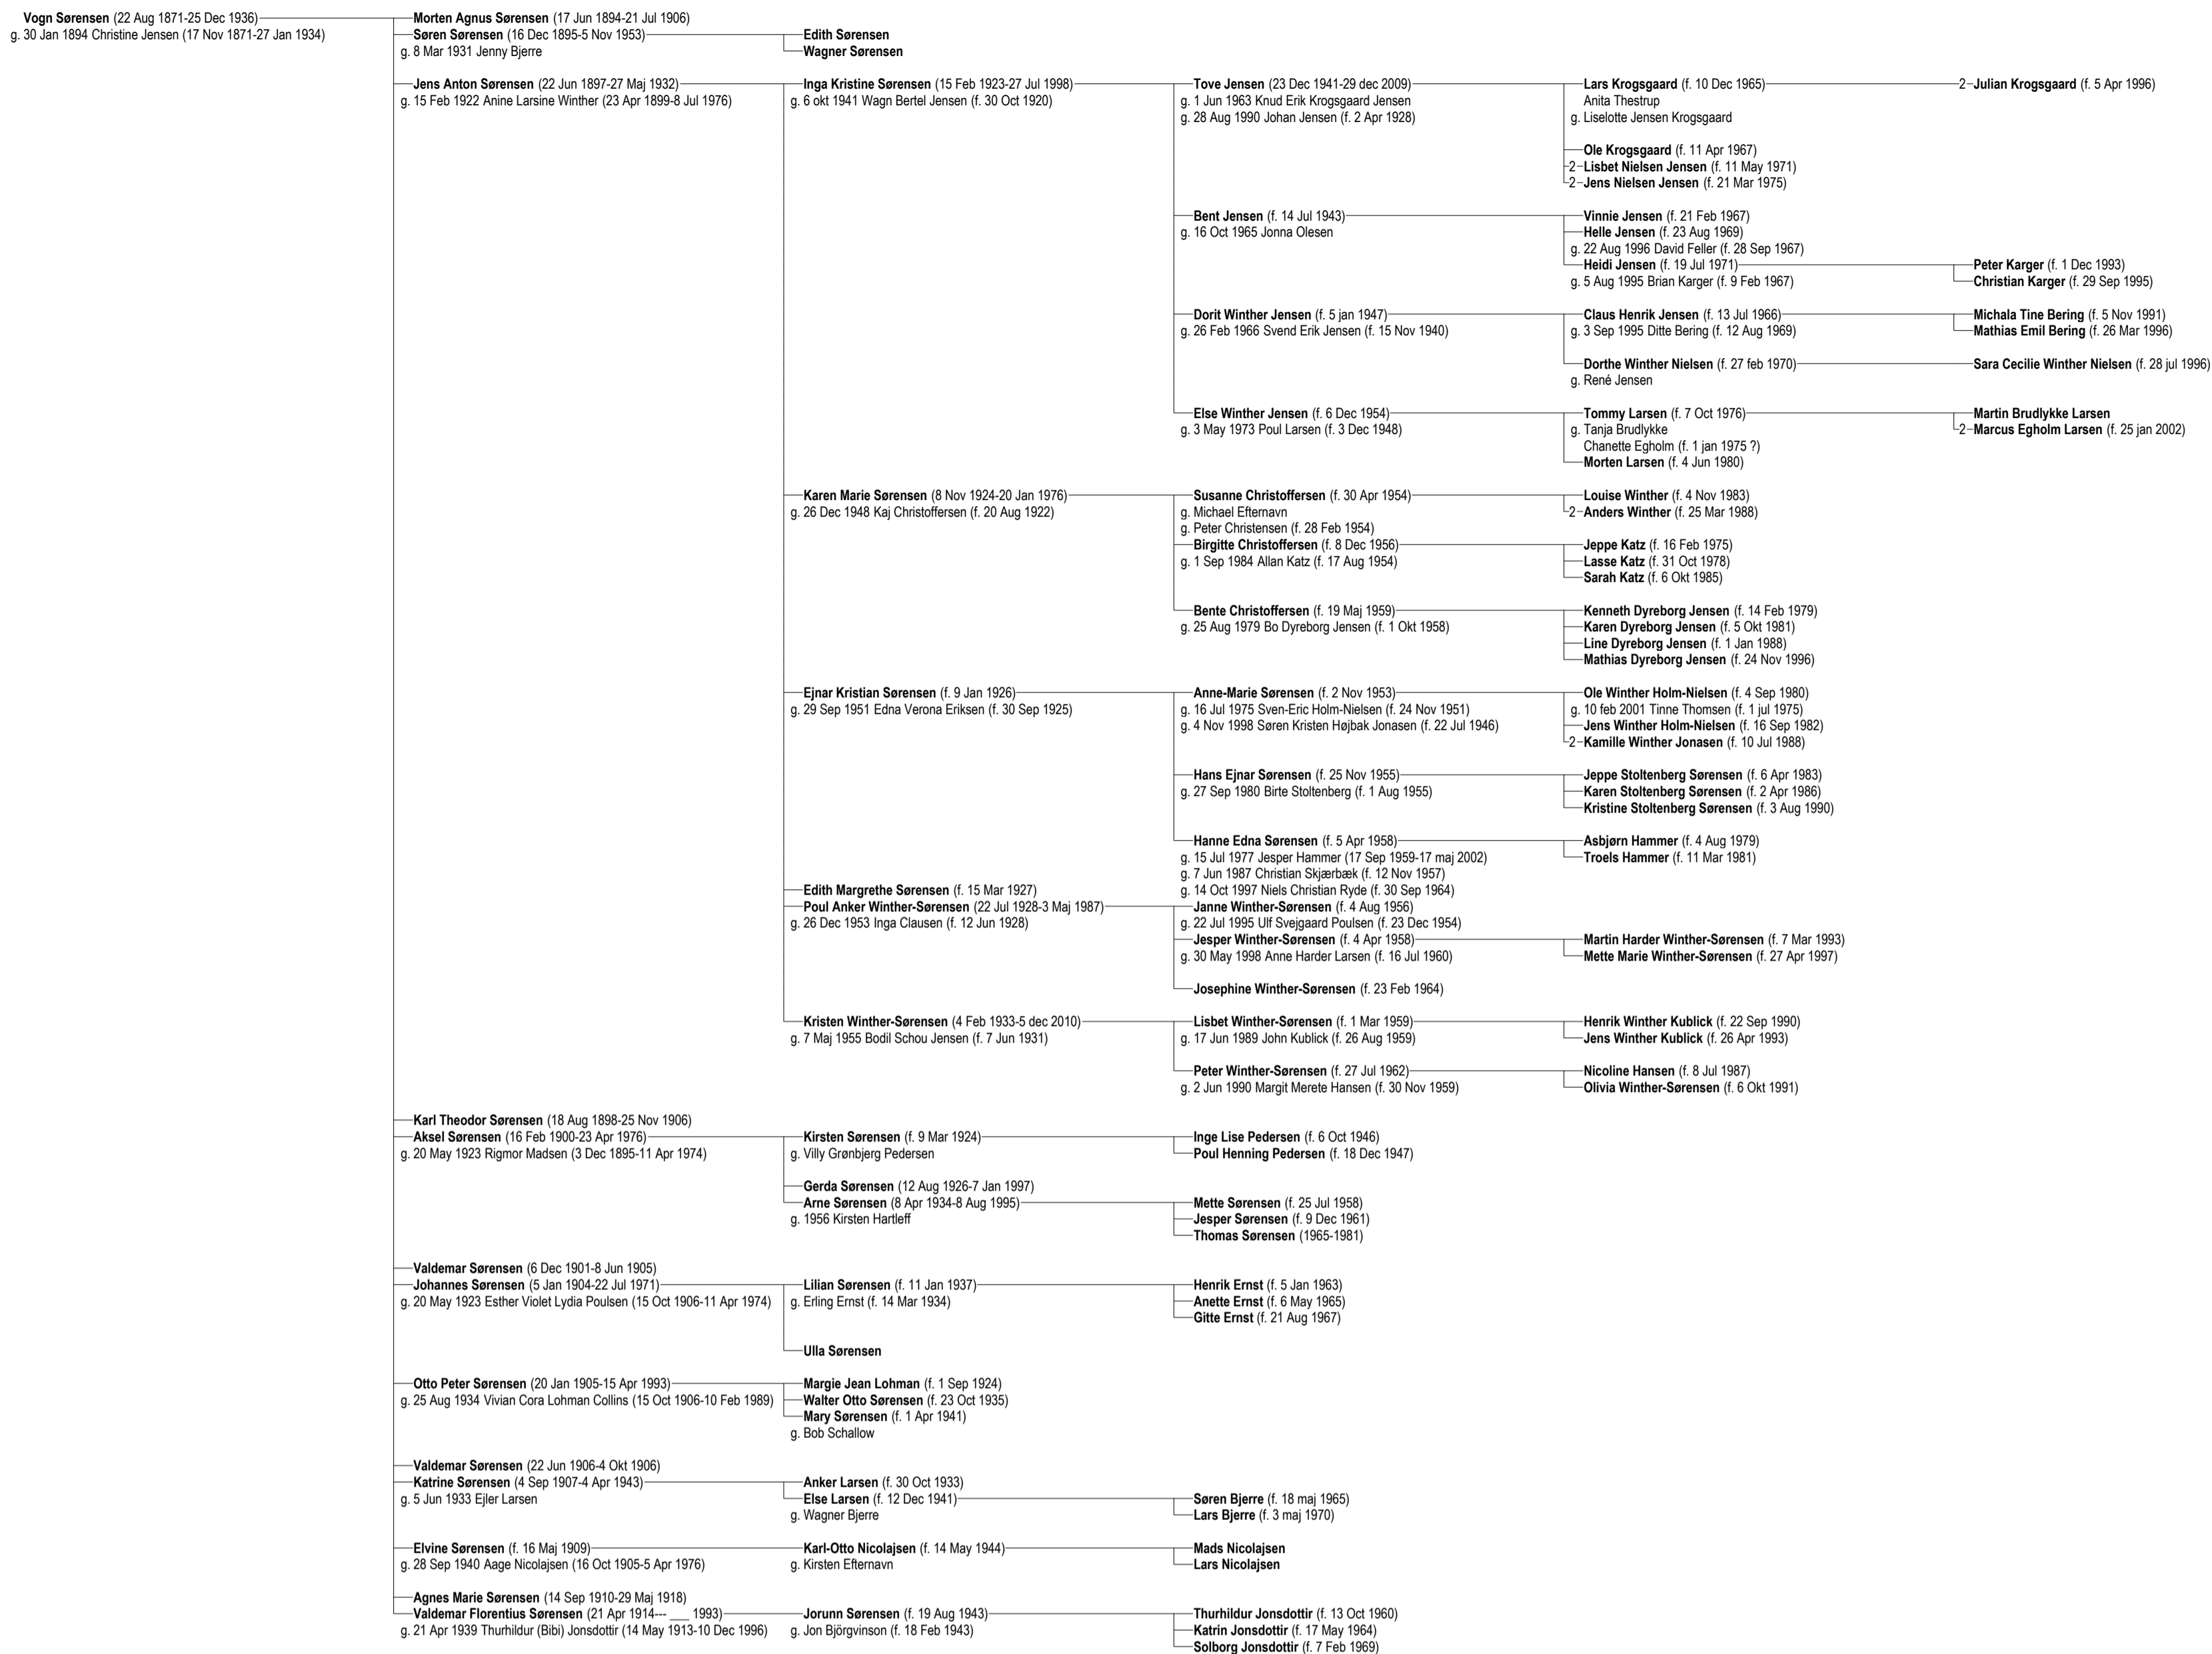 Vogn Sørensen (22 Aug 1871-25 Dec 1936)
g. 30 Jan 1894 Christine Jensen (17 Nov 1871-27 Jan 1934)
Morten Agnus Sørensen (17 Jun 1894-21 Jul 1906)
Søren Sørensen (16 Dec 1895-5 Nov 1953)
g. 8 Mar 1931 Jenny Bjerre
Edith Sørensen
Wagner Sørensen
Jens Anton Sørensen (22 Jun 1897-27 Maj 1932)
g. 15 Feb 1922 Anine Larsine Winther (23 Apr 1899-8 Jul 1976)
Inga Kristine Sørensen (15 Feb 1923-27 Jul 1998)
g. 6 okt 1941 Wagn Bertel Jensen (f. 30 Oct 1920)
Tove Jensen (23 Dec 1941-29 dec 2009)
g. 1 Jun 1963 Knud Erik Krogsgaard Jensen
g. 28 Aug 1990 Johan Jensen (f. 2 Apr 1928)
Lars Krogsgaard (f. 10 Dec 1965)
Anita Thestrup
g. Liselotte Jensen Krogsgaard
2 Julian Krogsgaard (f. 5 Apr 1996)
Ole Krogsgaard (f. 11 Apr 1967)
2 Lisbet Nielsen Jensen (f. 11 May 1971)
2 Jens Nielsen Jensen (f. 21 Mar 1975)
Bent Jensen (f. 14 Jul 1943)
g. 16 Oct 1965 Jonna Olesen
Vinnie Jensen (f. 21 Feb 1967)
Helle Jensen (f. 23 Aug 1969)
g. 22 Aug 1996 David Feller (f. 28 Sep 1967)
Heidi Jensen (f. 19 Jul 1971)
g. 5 Aug 1995 Brian Karger (f. 9 Feb 1967)
Peter Karger (f. 1 Dec 1993)
Christian Karger (f. 29 Sep 1995)
Dorit Winther Jensen (f. 5 jan 1947)
g. 26 Feb 1966 Svend Erik Jensen (f. 15 Nov 1940)
Claus Henrik Jensen (f. 13 Jul 1966)
g. 3 Sep 1995 Ditte Bering (f. 12 Aug 1969)
Michala Tine Bering (f. 5 Nov 1991)
Mathias Emil Bering (f. 26 Mar 1996)
Dorthe Winther Nielsen (f. 27 feb 1970)
g. René Jensen
Sara Cecilie Winther Nielsen (f. 28 jul 1996)
Else Winther Jensen (f. 6 Dec 1954)
g. 3 May 1973 Poul Larsen (f. 3 Dec 1948)
Tommy Larsen (f. 7 Oct 1976)
g. Tanja Brudlykke
Chanette Egholm (f. 1 jan 1975 ?)
Morten Larsen (f. 4 Jun 1980)
Martin Brudlykke Larsen
2 Marcus Egholm Larsen (f. 25 jan 2002)
Karen Marie Sørensen (8 Nov 1924-20 Jan 1976)
g. 26 Dec 1948 Kaj Christoffersen (f. 20 Aug 1922)
Susanne Christoffersen (f. 30 Apr 1954)
g. Michael Efternavn
g. Peter Christensen (f. 28 Feb 1954)
Louise Winther (f. 4 Nov 1983)
2 Anders Winther (f. 25 Mar 1988)
Birgitte Christoffersen (f. 8 Dec 1956)
g. 1 Sep 1984 Allan Katz (f. 17 Aug 1954)
Jeppe Katz (f. 16 Feb 1975)
Lasse Katz (f. 31 Oct 1978)
Sarah Katz (f. 6 Okt 1985)
Bente Christoffersen (f. 19 Maj 1959)
g. 25 Aug 1979 Bo Dyreborg Jensen (f. 1 Okt 1958)
Kenneth Dyreborg Jensen (f. 14 Feb 1979)
Karen Dyreborg Jensen (f. 5 Okt 1981)
Line Dyreborg Jensen (f. 1 Jan 1988)
Mathias Dyreborg Jensen (f. 24 Nov 1996)
Ejnar Kristian Sørensen (f. 9 Jan 1926)
g. 29 Sep 1951 Edna Verona Eriksen (f. 30 Sep 1925)
Anne-Marie Sørensen (f. 2 Nov 1953)
g. 16 Jul 1975 Sven-Eric Holm-Nielsen (f. 24 Nov 1951)
g. 4 Nov 1998 Søren Kristen Højbak Jonasen (f. 22 Jul 1946)
Ole Winther Holm-Nielsen (f. 4 Sep 1980)
g. 10 feb 2001 Tinne Thomsen (f. 1 jul 1975)
Jens Winther Holm-Nielsen (f. 16 Sep 1982)
2 Kamille Winther Jonasen (f. 10 Jul 1988)
Hans Ejnar Sørensen (f. 25 Nov 1955)
g. 27 Sep 1980 Birte Stoltenberg (f. 1 Aug 1955)
Jeppe Stoltenberg Sørensen (f. 6 Apr 1983)
Karen Stoltenberg Sørensen (f. 2 Apr 1986)
Kristine Stoltenberg Sørensen (f. 3 Aug 1990)
Hanne Edna Sørensen (f. 5 Apr 1958)
g. 15 Jul 1977 Jesper Hammer (17 Sep 1959-17 maj 2002)
g. 7 Jun 1987 Christian Skjærbæk (f. 12 Nov 1957)
g. 14 Oct 1997 Niels Christian Ryde (f. 30 Sep 1964)
Asbjørn Hammer (f. 4 Aug 1979)
Troels Hammer (f. 11 Mar 1981)
Edith Margrethe Sørensen (f. 15 Mar 1927)
Poul Anker Winther-Sørensen (22 Jul 1928-3 Maj 1987)
g. 26 Dec 1953 Inga Clausen (f. 12 Jun 1928)
Janne Winther-Sørensen (f. 4 Aug 1956)
g. 22 Jul 1995 Ulf Svejgaard Poulsen (f. 23 Dec 1954)
Jesper Winther-Sørensen (f. 4 Apr 1958)
g. 30 May 1998 Anne Harder Larsen (f. 16 Jul 1960)
Martin Harder Winther-Sørensen (f. 7 Mar 1993)
Mette Marie Winther-Sørensen (f. 27 Apr 1997)
Josephine Winther-Sørensen (f. 23 Feb 1964)
Kristen Winther-Sørensen (4 Feb 1933-5 dec 2010)
g. 7 Maj 1955 Bodil Schou Jensen (f. 7 Jun 1931)
Lisbet Winther-Sørensen (f. 1 Mar 1959)
g. 17 Jun 1989 John Kublick (f. 26 Aug 1959)
Henrik Winther Kublick (f. 22 Sep 1990)
Jens Winther Kublick (f. 26 Apr 1993)
Peter Winther-Sørensen (f. 27 Jul 1962)
g. 2 Jun 1990 Margit Merete Hansen (f. 30 Nov 1959)
Nicoline Hansen (f. 8 Jul 1987)
Olivia Winther-Sørensen (f. 6 Okt 1991)
Karl Theodor Sørensen (18 Aug 1898-25 Nov 1906)
Aksel Sørensen (16 Feb 1900-23 Apr 1976)
g. 20 May 1923 Rigmor Madsen (3 Dec 1895-11 Apr 1974)
Kirsten Sørensen (f. 9 Mar 1924)
g. Villy Grønbjerg Pedersen
Inge Lise Pedersen (f. 6 Oct 1946)
Poul Henning Pedersen (f. 18 Dec 1947)
Gerda Sørensen (12 Aug 1926-7 Jan 1997)
Arne Sørensen (8 Apr 1934-8 Aug 1995)
g. 1956 Kirsten Hartleff
Mette Sørensen (f. 25 Jul 1958)
Jesper Sørensen (f. 9 Dec 1961)
Thomas Sørensen (1965-1981)
Valdemar Sørensen (6 Dec 1901-8 Jun 1905)
Johannes Sørensen (5 Jan 1904-22 Jul 1971)
g. 20 May 1923 Esther Violet Lydia Poulsen (15 Oct 1906-11 Apr 1974)
Lilian Sørensen (f. 11 Jan 1937)
g. Erling Ernst (f. 14 Mar 1934)
Henrik Ernst (f. 5 Jan 1963)
Anette Ernst (f. 6 May 1965)
Gitte Ernst (f. 21 Aug 1967)
Ulla Sørensen
Otto Peter Sørensen (20 Jan 1905-15 Apr 1993)
g. 25 Aug 1934 Vivian Cora Lohman Collins (15 Oct 1906-10 Feb 1989)
Margie Jean Lohman (f. 1 Sep 1924)
Walter Otto Sørensen (f. 23 Oct 1935)
Mary Sørensen (f. 1 Apr 1941)
g. Bob Schallow
Valdemar Sørensen (22 Jun 1906-4 Okt 1906)
Katrine Sørensen (4 Sep 1907-4 Apr 1943)
g. 5 Jun 1933 Ejler Larsen
Anker Larsen (f. 30 Oct 1933)
Else Larsen (f. 12 Dec 1941)
g. Wagner Bjerre
Søren Bjerre (f. 18 maj 1965)
Lars Bjerre (f. 3 maj 1970)
Elvine Sørensen (f. 16 Maj 1909)
g. 28 Sep 1940 Aage Nicolajsen (16 Oct 1905-5 Apr 1976)
Karl-Otto Nicolajsen (f. 14 May 1944)
g. Kirsten Efternavn
Mads Nicolajsen
Lars Nicolajsen
Agnes Marie Sørensen (14 Sep 1910-29 Maj 1918)
Valdemar Florentius Sørensen (21 Apr 1914--- ___ 1993)
g. 21 Apr 1939 Thurhildur (Bibi) Jonsdottir (14 May 1913-10 Dec 1996)
Jorunn Sørensen (f. 19 Aug 1943)
g. Jon Björgvinson (f. 18 Feb 1943)
Thurhildur Jonsdottir (f. 13 Oct 1960)
Katrin Jonsdottir (f. 17 May 1964)
Solborg Jonsdottir (f. 7 Feb 1969)